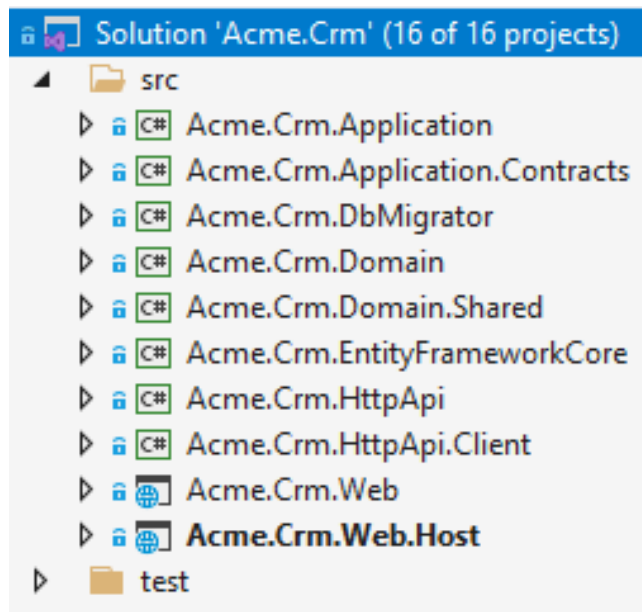 Solution 'Acme.Crm' (16 of 16 projects)
src
C# Acme.Crm.Application
C# Acme.Crm.Application.Contracts
C# Acme.Crm.DbMigrator
C# Acme.Crm.Domain
C# Acme.Crm.Domain.Shared
C# Acme.Crm.EntityFrameworkCore
C# Acme.Crm.HttpApi
C# Acme.Crm.HttpApi.Client
Acme.Crm.Web
Acme.Crm.Web.Host
test